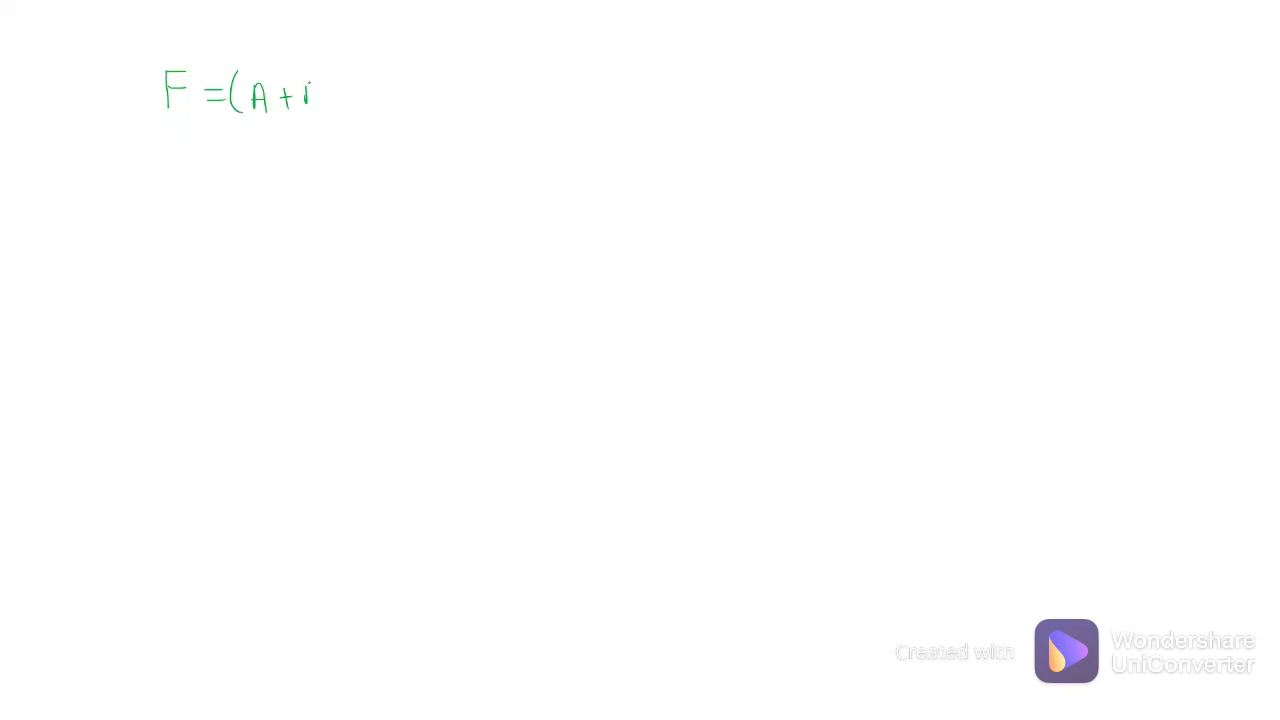 F = (A +
Created with
Wondershare
UniConverter